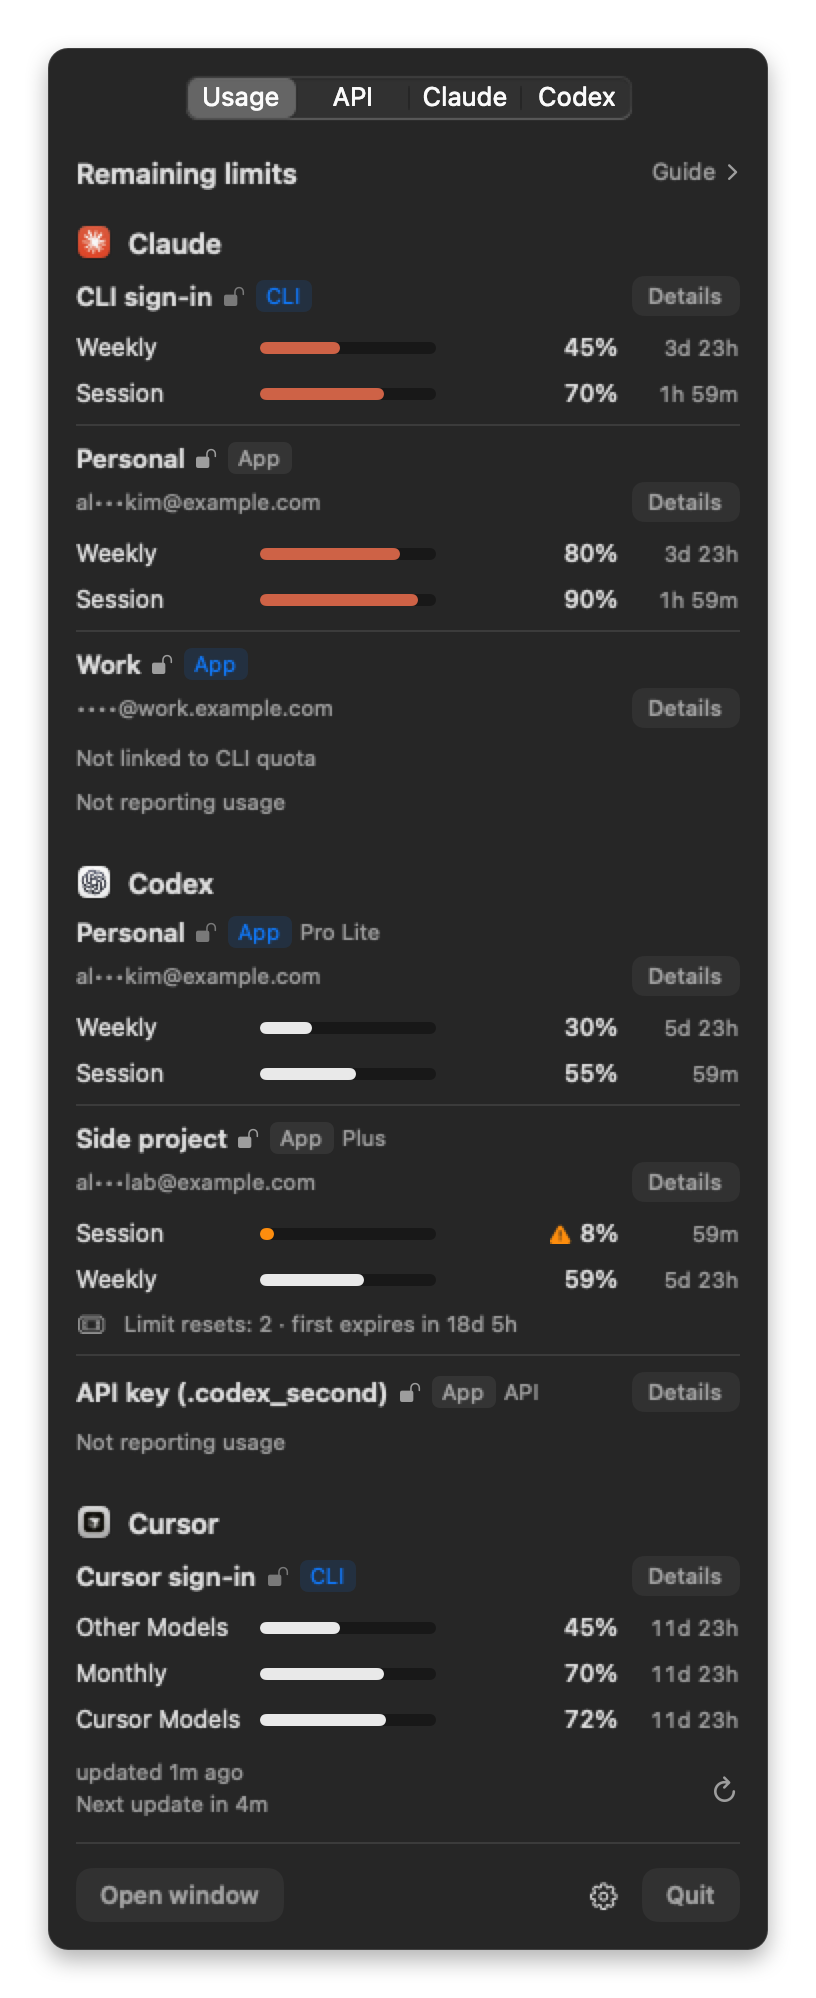 Usage API Claude Codex
Remaining limits Guide
Claude
CLI sign-in CLI Details
Weekly 45% 3d 23h
Session 70% 1h 59m
Personal App
al•••kim@example.com Details
Weekly 80% 3d 23h
Session 90% 1h 59m
Work App
••••@work.example.com Details
Not linked to CLI quota
Not reporting usage
Codex
Personal App Pro Lite
al•••kim@example.com Details
Weekly 30% 5d 23h
Session 55% 59m
Side project App Plus
al•••lab@example.com Details
Session 8% 59m
Weekly 59% 5d 23h
Limit resets: 2 · first expires in 18d 5h
API key (.codex_second) App API Details
Not reporting usage
Cursor
Cursor sign-in CLI Details
Other Models 45% 11d 23h
Monthly 70% 11d 23h
Cursor Models 72% 11d 23h
updated 1m ago
Next update in 4m
Open window Quit